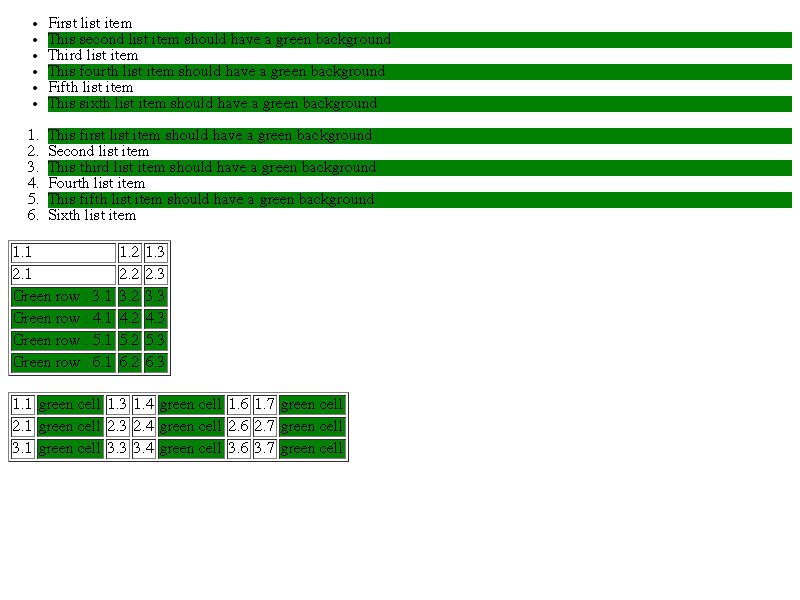 • First list item
• This second list item should have a green background
• Third list item
• This fourth list item should have a green background
• Fifth list item
• This sixth list item should have a green background
1. This first list item should have a green background
2. Second list item
3. This third list item should have a green background
4. Fourth list item
5. This fifth list item should have a green background
6. Sixth list item
1.1 1.2 1.3
2.1 2.2 2.3
Green row : 3.1 3.2 3.3
Green row : 4.1 4.2 4.3
Green row : 5.1 5.2 5.3
Green row : 6.1 6.2 6.3
1.1 green cell 1.3 1.4 green cell 1.6 1.7 green cell
2.1 green cell 2.3 2.4 green cell 2.6 2.7 green cell
3.1 green cell 3.3 3.4 green cell 3.6 3.7 green cell